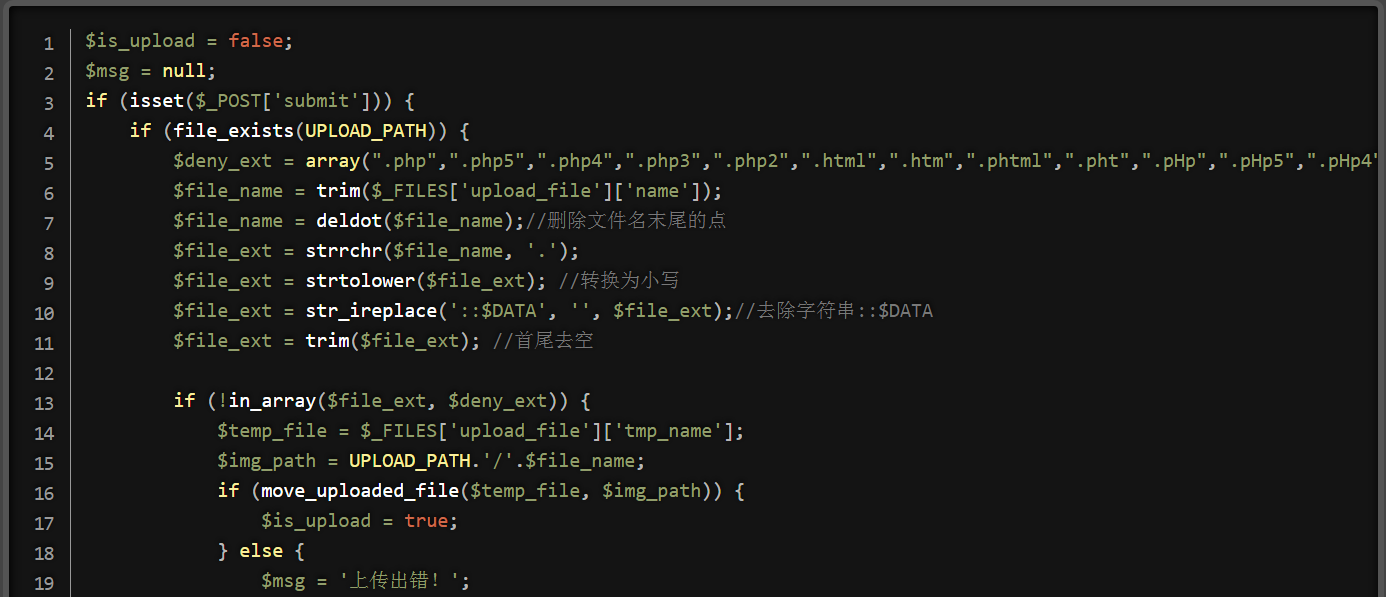 1 $is_upload = false;
2 $msg = null;
3 if (isset($_POST['submit'])) {
4 if (file_exists(UPLOAD_PATH)) {
5 $deny_ext = array(".php",".php5",".php4",".php3",".php2",".html",".htm",".phtml",".pht",".pHp",".pHp5",".pHp4"
6 $file_name = trim($_FILES['upload_file']['name']);
7 $file_name = deldot($file_name);//删除文件名末尾的点
8 $file_ext = strrchr($file_name, '.');
9 $file_ext = strtolower($file_ext); //转换为小写
10 $file_ext = str_ireplace('::$DATA', '', $file_ext);//去除字符串::$DATA
11 $file_ext = trim($file_ext); //首尾去空
12
13 if (!in_array($file_ext, $deny_ext)) {
14 $temp_file = $_FILES['upload_file']['tmp_name'];
15 $img_path = UPLOAD_PATH.'/'.$file_name;
16 if (move_uploaded_file($temp_file, $img_path)) {
17 $is_upload = true;
18 } else {
19 $msg = '上传出错！';